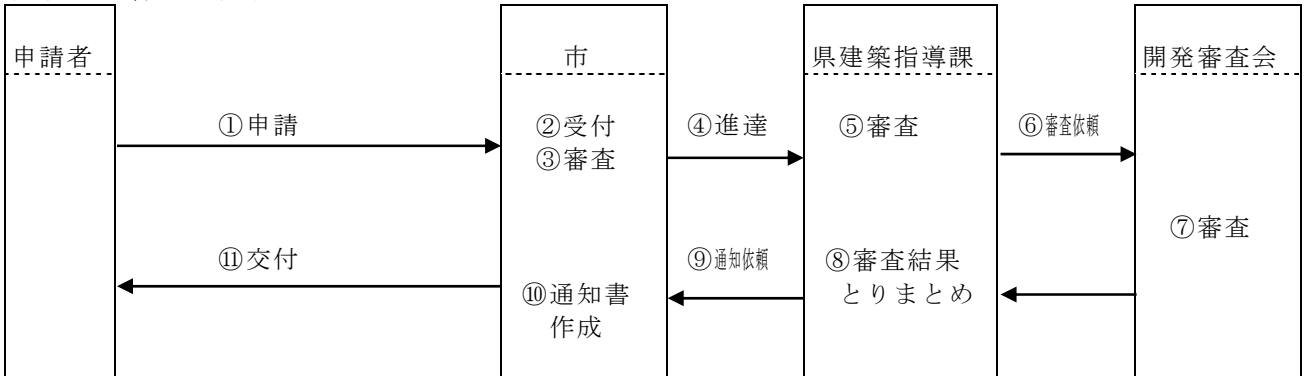 申請者
市
県建築指導課
開発審査会
①申請
②受付
③審査
④進達
⑤審査
⑥審査依頼
⑦審査
⑧審査結果
とりまとめ
⑨通知依頼
⑩通知書
作成
⑪交付